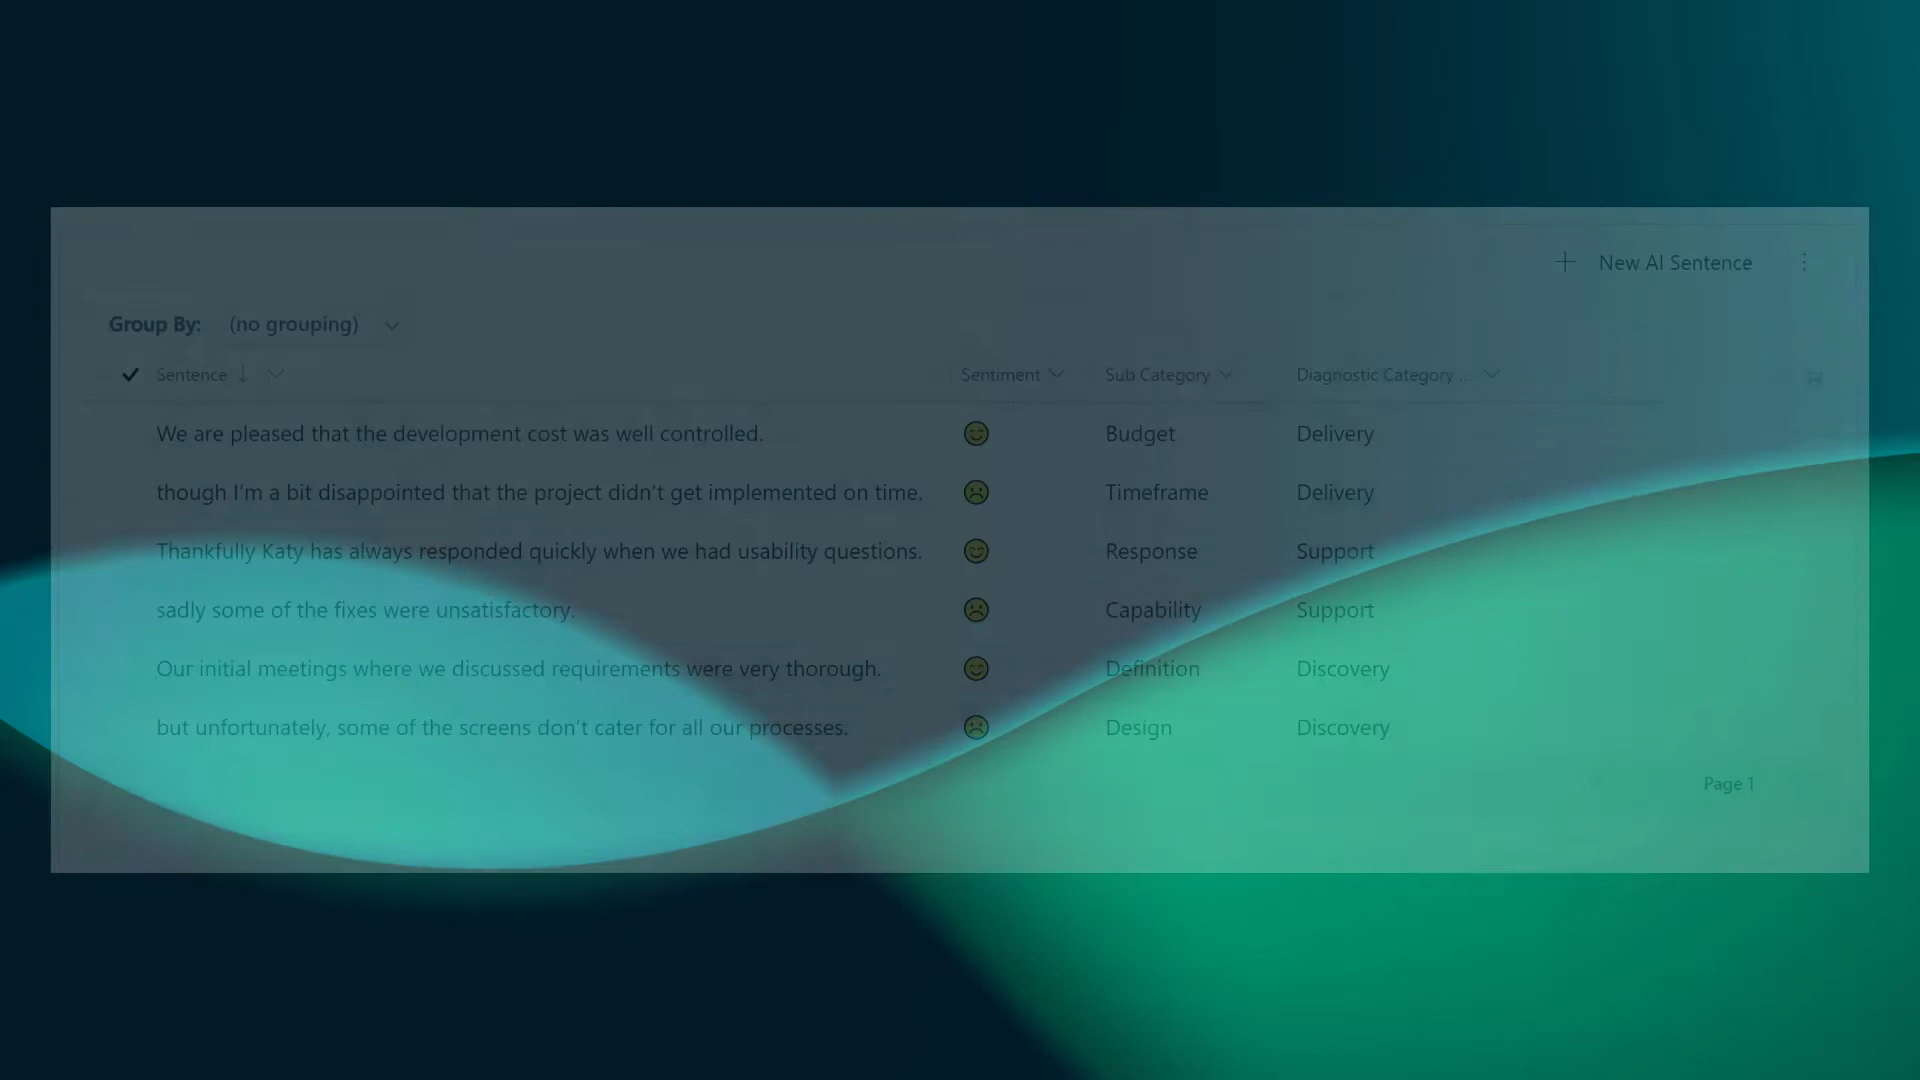 New AI Sentence
Group By: (no grouping)
Sentence Sentiment Sub Category Diagnostic Category ...
We are pleased that the development cost was well controlled. Budget Delivery
though I'm a bit disappointed that the project didn't get implemented on time. Timeframe Delivery
Thankfully Katy has always responded quickly when we had usability questions. Response Support
sadly some of the fixes were unsatisfactory. Capability Support
Our initial meetings where we discussed requirements were very thorough. Definition Discovery
but unfortunately, some of the screens don't cater for all our processes. Design Discovery
Page 1